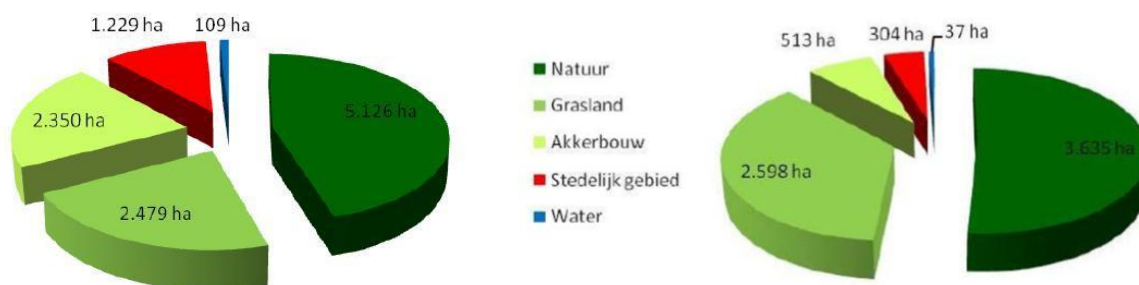 1.229 ha
109 ha
2.350 ha
5.126 ha
2.479 ha
Natuur
Grasland
Akkerbouw
Stedelijk gebied
Water
513 ha
304 ha
37 ha
2.598 ha
3.635 ha